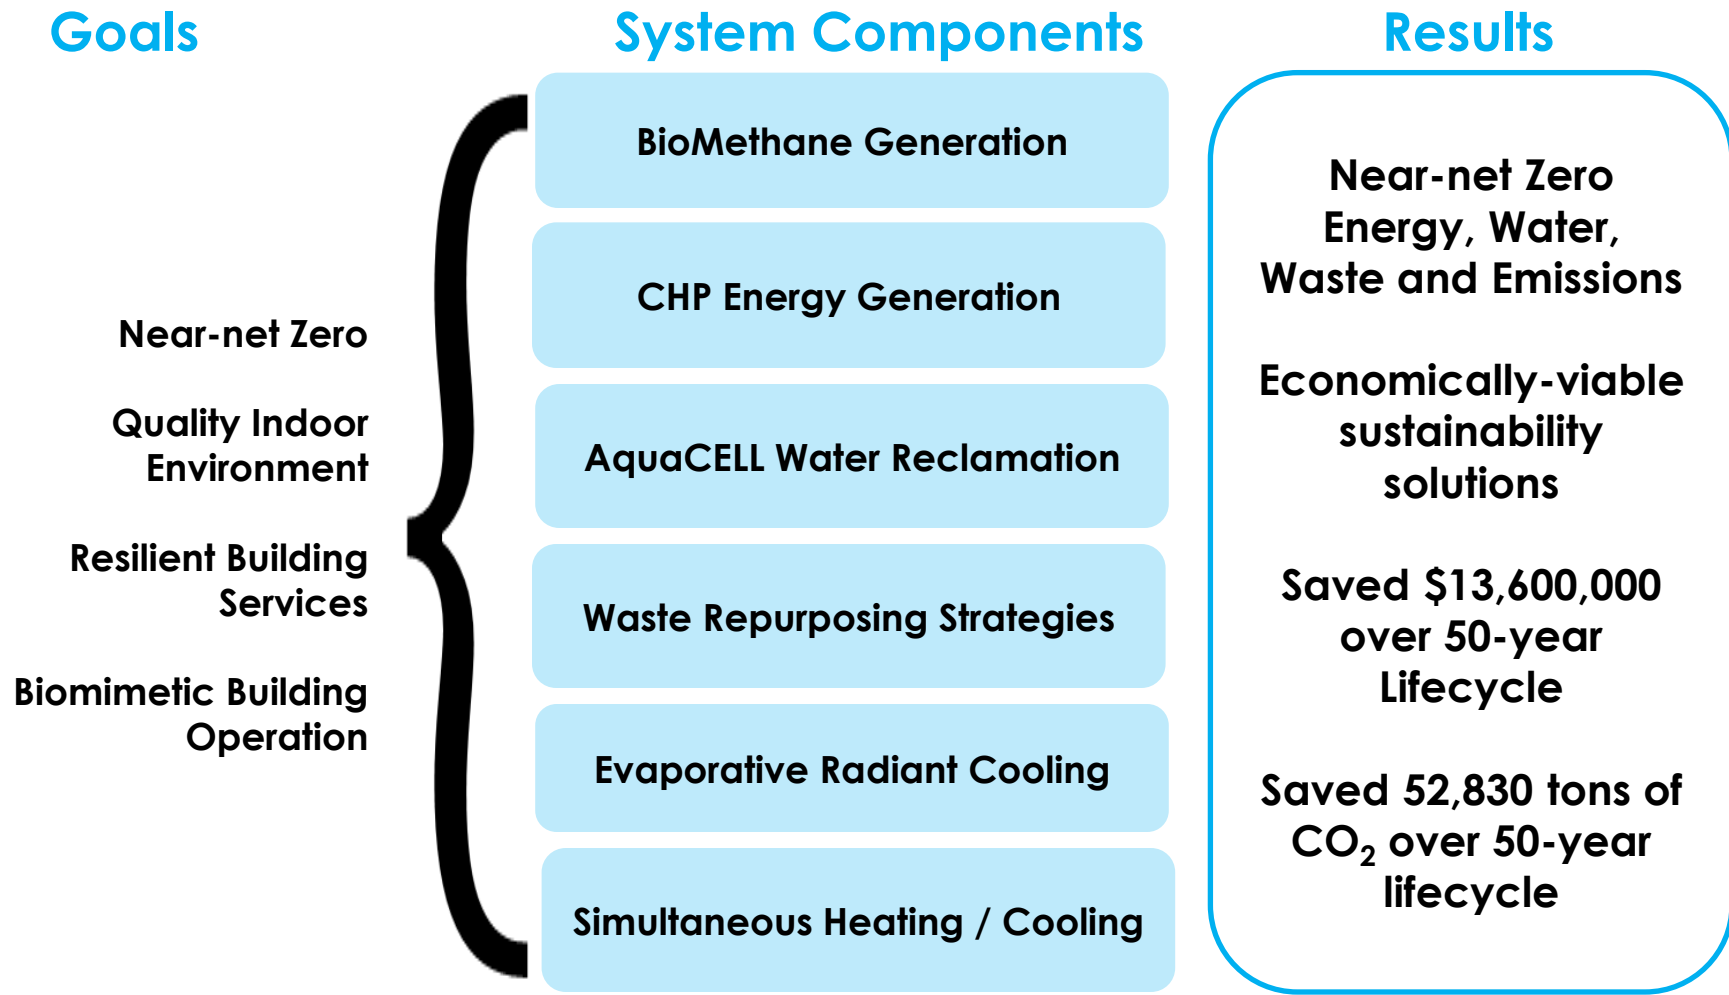 Goals
System Components
Results
Near-net Zero
Quality Indoor
Environment
Resilient Building
Services
Biomimetic Building
Operation
BioMethane Generation
CHP Energy Generation
AquaCELL Water Reclamation
Waste Repurposing Strategies
Evaporative Radiant Cooling
Simultaneous Heating / Cooling
Near-net Zero
Energy, Water,
Waste and Emissions
Economically-viable
sustainability
solutions
Saved $13,600,000
over 50-year
Lifecycle
Saved 52,830 tons of
CO₂ over 50-year
lifecycle